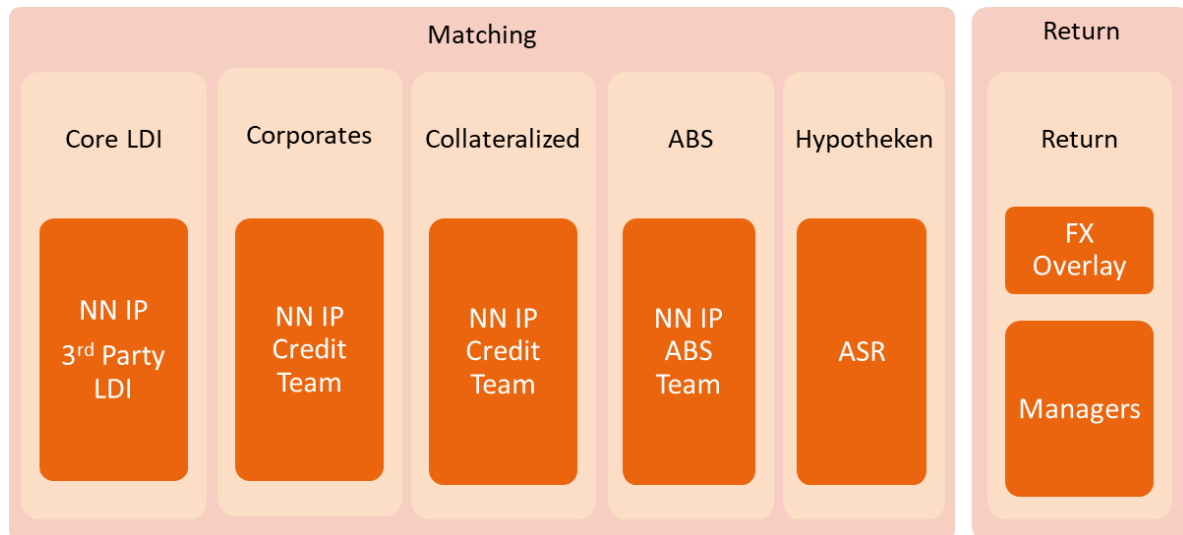 Matching
Return
Core LDI
Corporates
Collateralized
ABS
Hypotheken
Return
NN IP
3rd Party
LDI
NN IP
Credit
Team
NN IP
Credit
Team
NN IP
ABS
Team
ASR
FX
Overlay
Managers